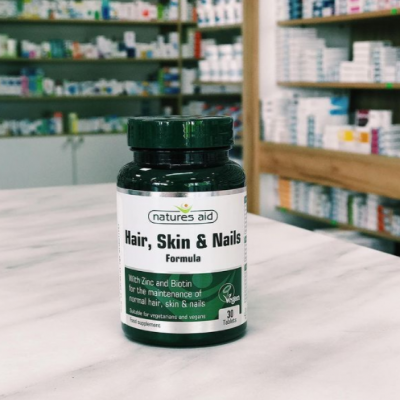 natures aid
Hair, Skin & Nails
Formula
With Zinc and Biotin
for the maintenance of
normal hair, skin & nails
vegan
Suitable for vegetarians and vegans
Food supplement
30
Tablets